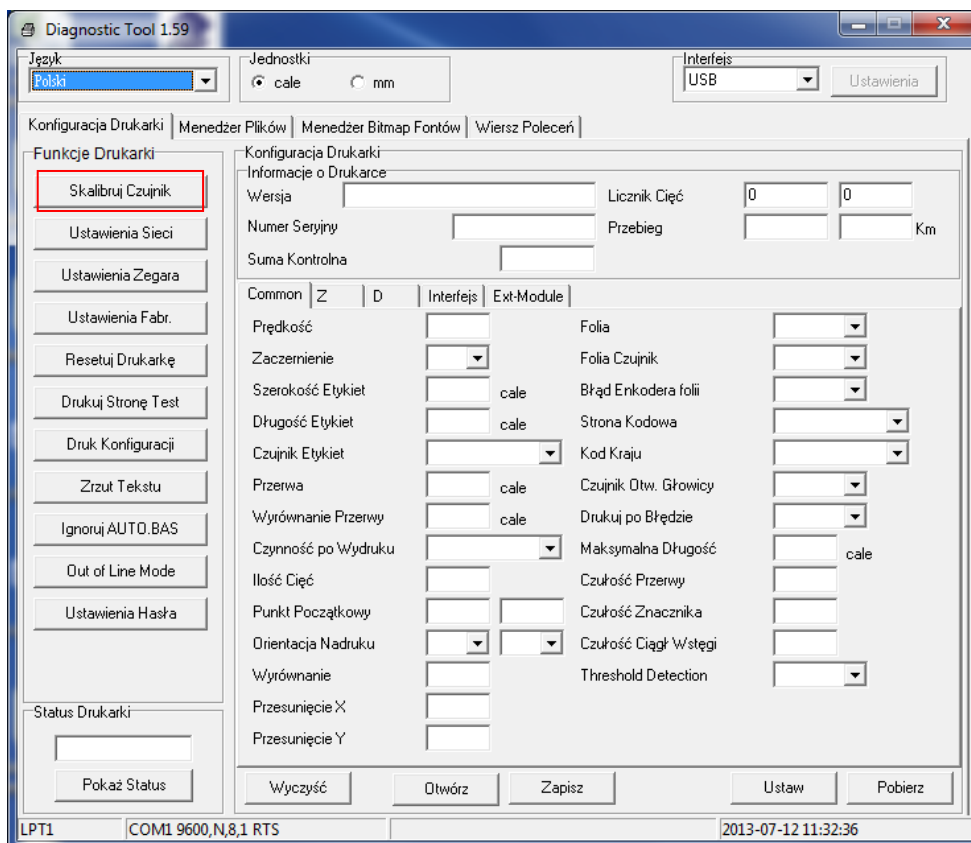 Diagnostic Tool 1.59
Język
Polski
Jednostki
cale
mm
Interfejs
USB
Ustawienia
Konfiguracja Drukarki
Menedżer Plików
Menedżer Bitmap Fontów
Wiersz Poleceń
Funkcje Drukarki
Skalibruj Czujnik
Ustawienia Sieci
Ustawienia Zegara
Ustawienia Fabr.
Resetuj Drukarkę
Drukuj Stronę Test
Druk Konfiguracji
Zrzut Tekstu
Ignoruj AUTO.BAS
Out of Line Mode
Ustawienia Hasła
Status Drukarki
Pokaż Status
Konfiguracja Drukarki
Informacje o Drukarce
Wersja
Licznik Cięć
0
0
Numer Seryjny
Przebieg
Km
Suma Kontrolna
Common
Z
D
Interfejs
Ext-Module
Prędkość
Zaczernienie
Szerokość Etykiet
cale
Długość Etykiet
cale
Czujnik Etykiet
Przerwa
cale
Wyrównanie Przerwy
cale
Czynność po Wydruku
Ilość Cięć
Punkt Początkowy
Orientacja Nadruku
Wyrównanie
Przesunięcie X
Przesunięcie Y
Folia
Folia Czujnik
Błąd Enkodera folii
Strona Kodowa
Kod Kraju
Czujnik Otw. Głowicy
Drukuj po Błędzie
Maksymalna Długość
cale
Czułość Przerwy
Czułość Znacznika
Czułość Ciągł Wstęgi
Threshold Detection
Wyczyść
Otwórz
Zapisz
Ustaw
Pobierz
LPT1
COM1 9600,N,8,1 RTS
2013-07-12 11:32:36